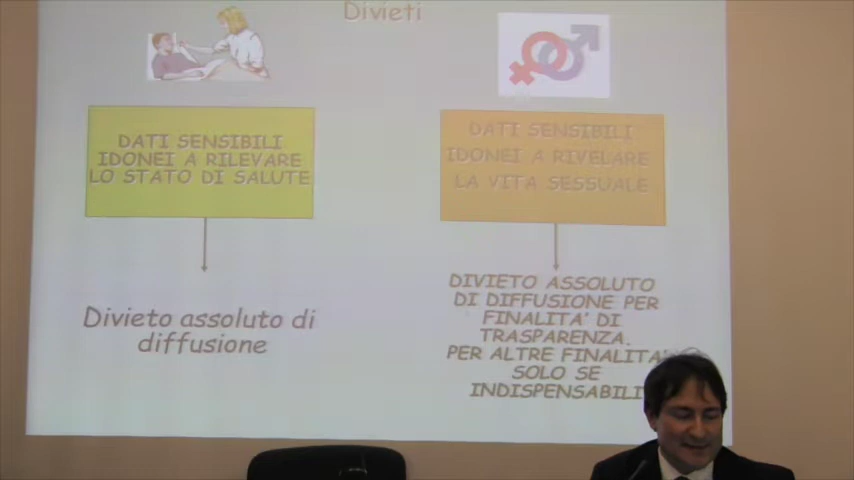 Divieti
DATI SENSIBILI
IDONEI A RILEVARE
LO STATO DI SALUTE
Divieto assoluto di
diffusione
DATI SENSIBILI
IDONEI A RIVELARE
LA VITA SESSUALE
DIVIETO ASSOLUTO
DI DIFFUSIONE PER
FINALITA' DI
TRASPARENZA.
PER ALTRE FINALITA'
SOLO SE
INDISPENSABILI